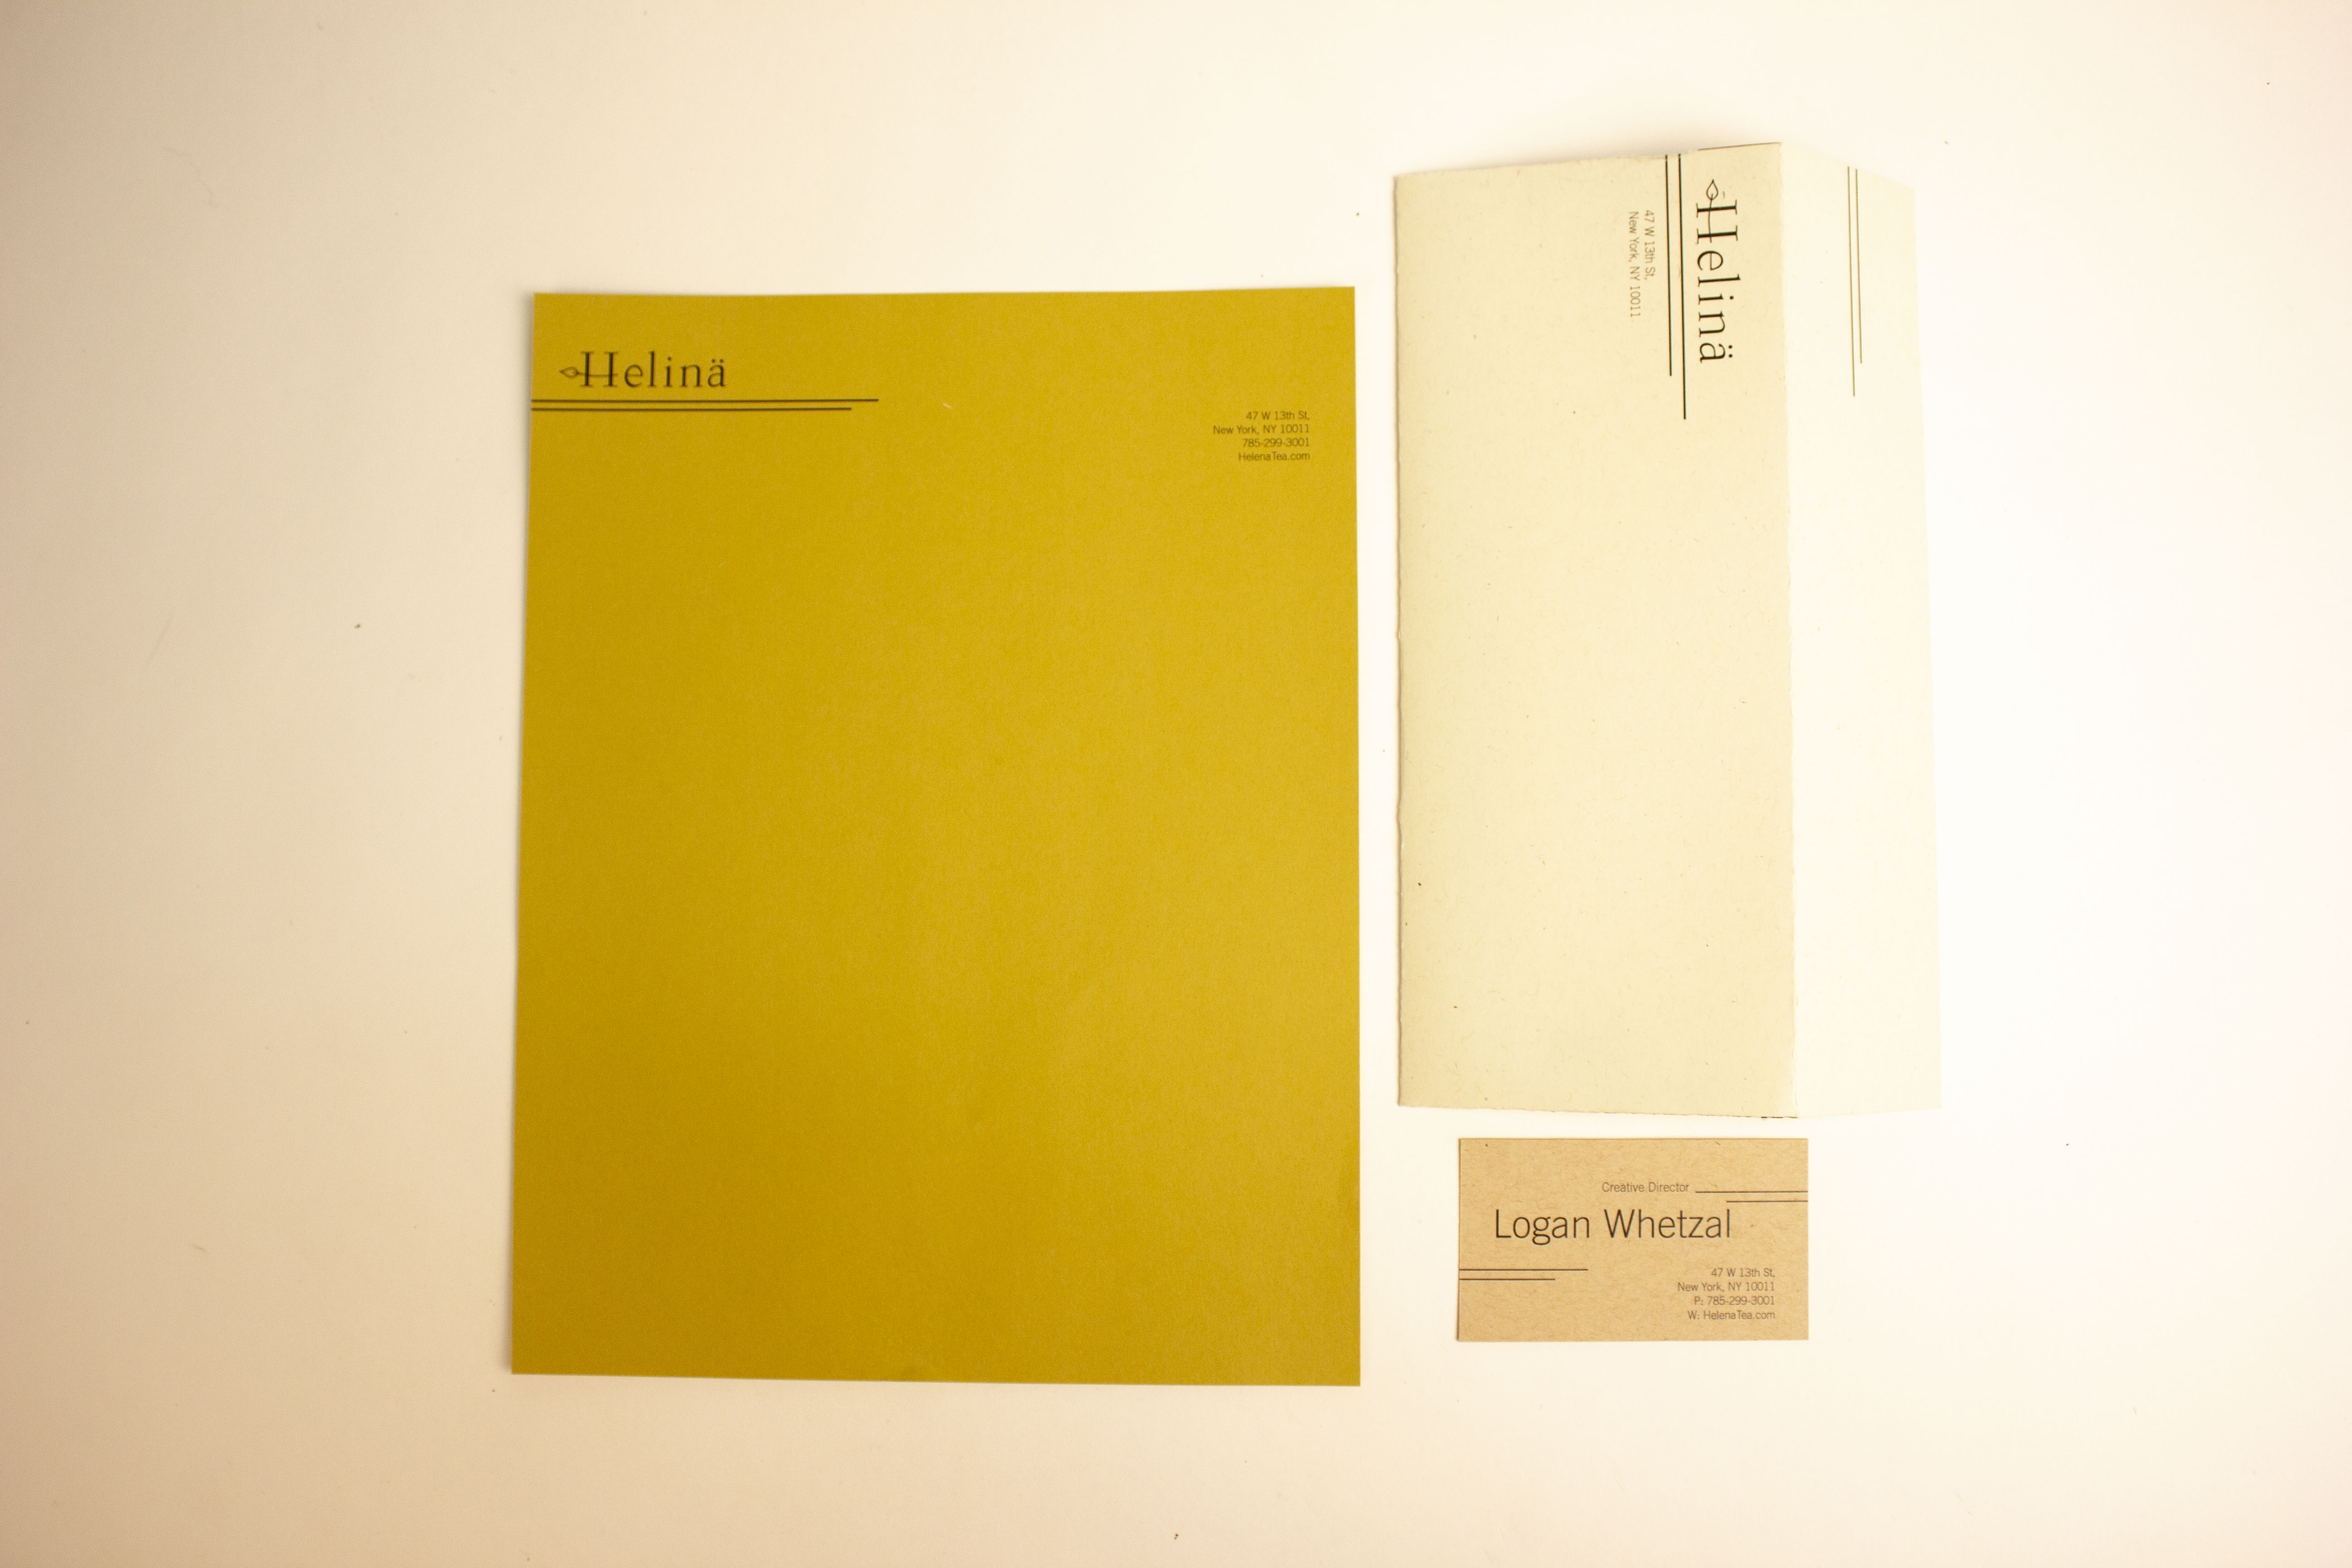 Helinä
47 W 13th St,
New York, NY 10011
785-299-3001
HelenaTea.com
Helinä
47 W 13th St,
New York, NY 10011
Creative Director
Logan Whetzal
47 W 13th St,
New York, NY 10011
P: 785-299-3001
W: HelenaTea.com